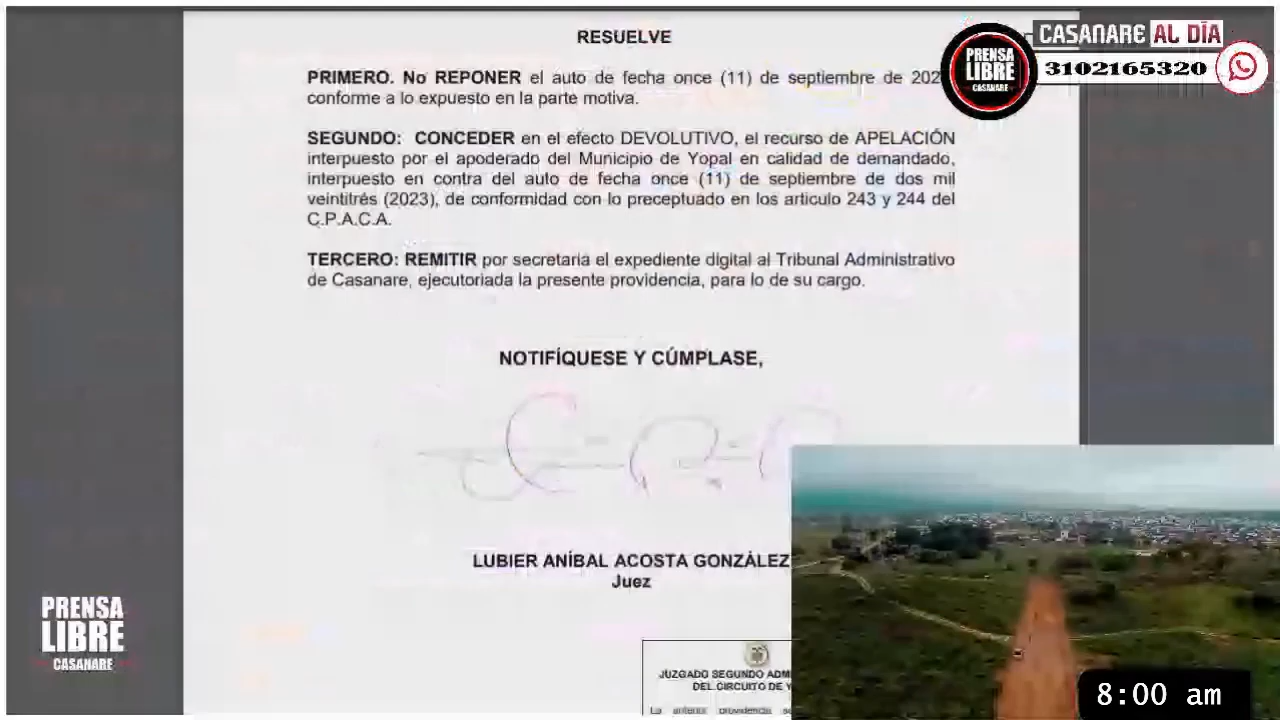 RESUELVE
PRIMERO. No REPONER el auto de fecha once (11) de septiembre de
conforme a lo expuesto en la parte motiva.
SEGUNDO: CONCEDER en el efecto DEVOLUTIVO, el recurso de APELACIÓN
interpuesto por el apoderado del Municipio de Yopal en calidad de demandado,
interpuesto en contra del auto de fecha once (11) de septiembre de dos mil
veintitrés (2023), de conformidad con lo preceptuado en los articulo 243 y 244 del
C.P.A.C.A.
TERCERO: REMITIR por secretaria el expediente digital al Tribunal Administrativo
de Casanare, ejecutoriada la presente providencia, para lo de su cargo.
NOTIFÍQUESE Y CÚMPLASE,
LUBIER ANÍBAL ACOSTA GONZÁLEZ
Juez
JUZGADO SEGUNDO
DEL CIRCUITO DE
La anterior providencia
CASANARE AL DÍA
PRENSA
LIBRE
CASANARE
3102165320
PRENSA
LIBRE
CASANARE
8:00 am